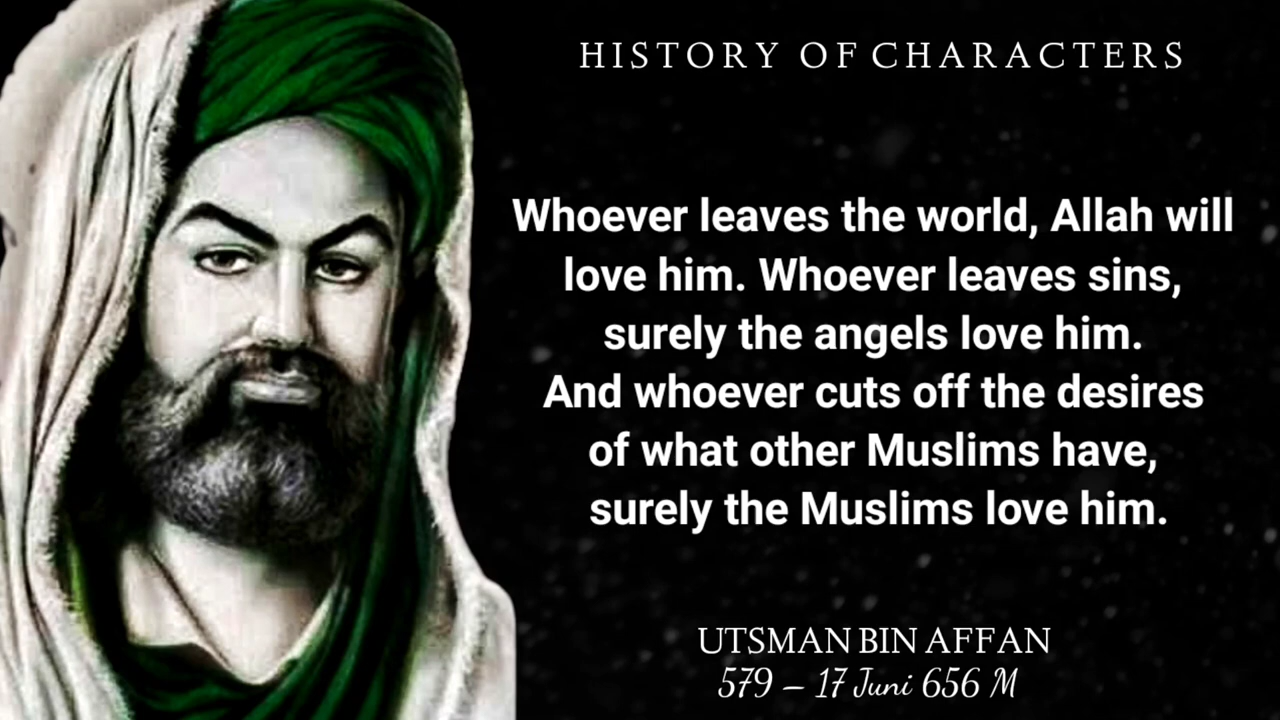 HISTORY OF CHARACTERS
Whoever leaves the world, Allah will
love him. Whoever leaves sins,
surely the angels love him.
And whoever cuts off the desires
of what other Muslims have,
surely the Muslims love him.
UTSMAN BIN AFFAN
579 – 17 Juni 656 M